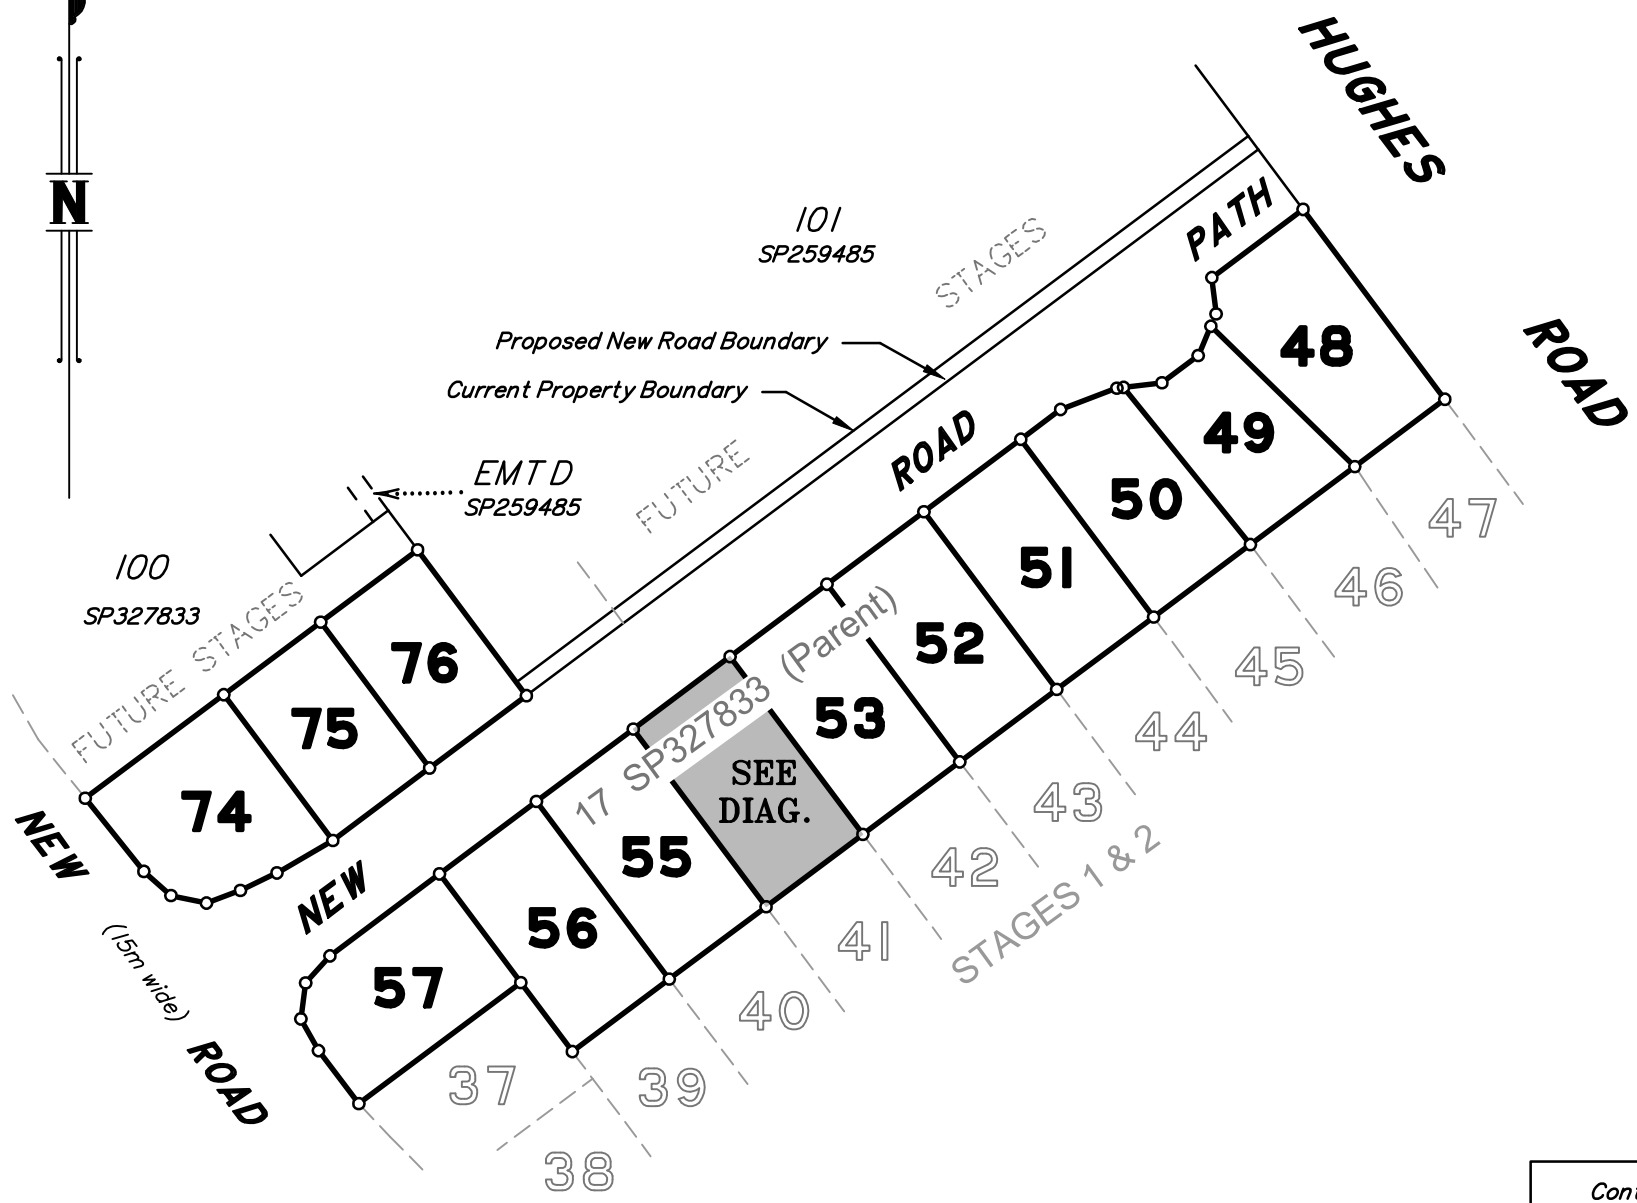 HUGHES
ROAD
N
PATH
101
SP259485
STAGES
48
Proposed New Road Boundary
Current Property Boundary
ROAD
49
FUTURE
EMT D
SP259485
50
47
100
SP327833
51
46
FUTURE STAGES
76
52
45
75
53
44
17 SP327833 (Parent)
SEE
DIAG.
74
43
NEW
55
42
STAGES 1 & 2
NEW
56
41
(15m wide)
57
40
ROAD
37
39
38